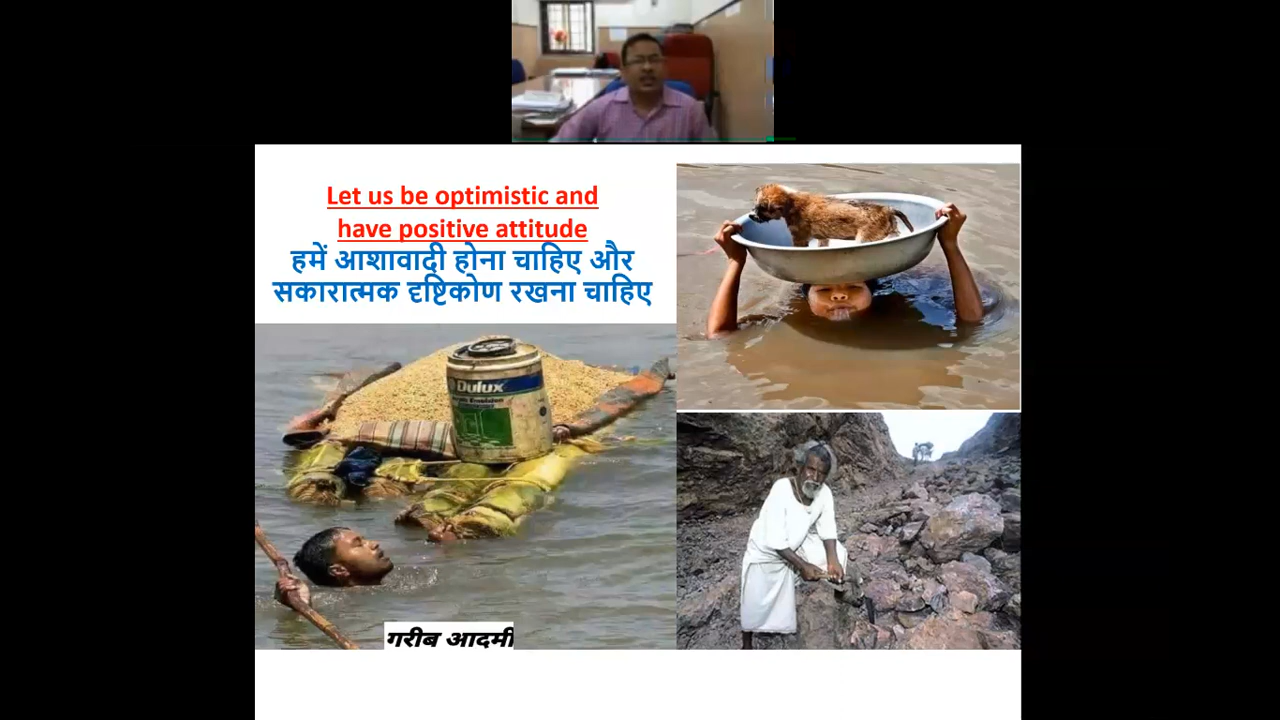 Let us be optimistic and
have positive attitude
हमें आशावादी होना चाहिए और
सकारात्मक दृष्टिकोण रखना चाहिए
Dulux
गरीब आदमी